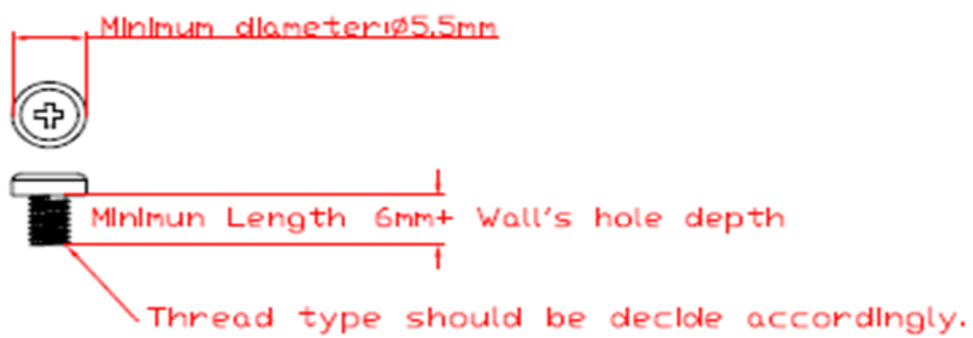 Minimum diameter:Ø5.5mm
Minimun Length 6mm+ Wall's hole depth
Thread type should be decide accordingly.